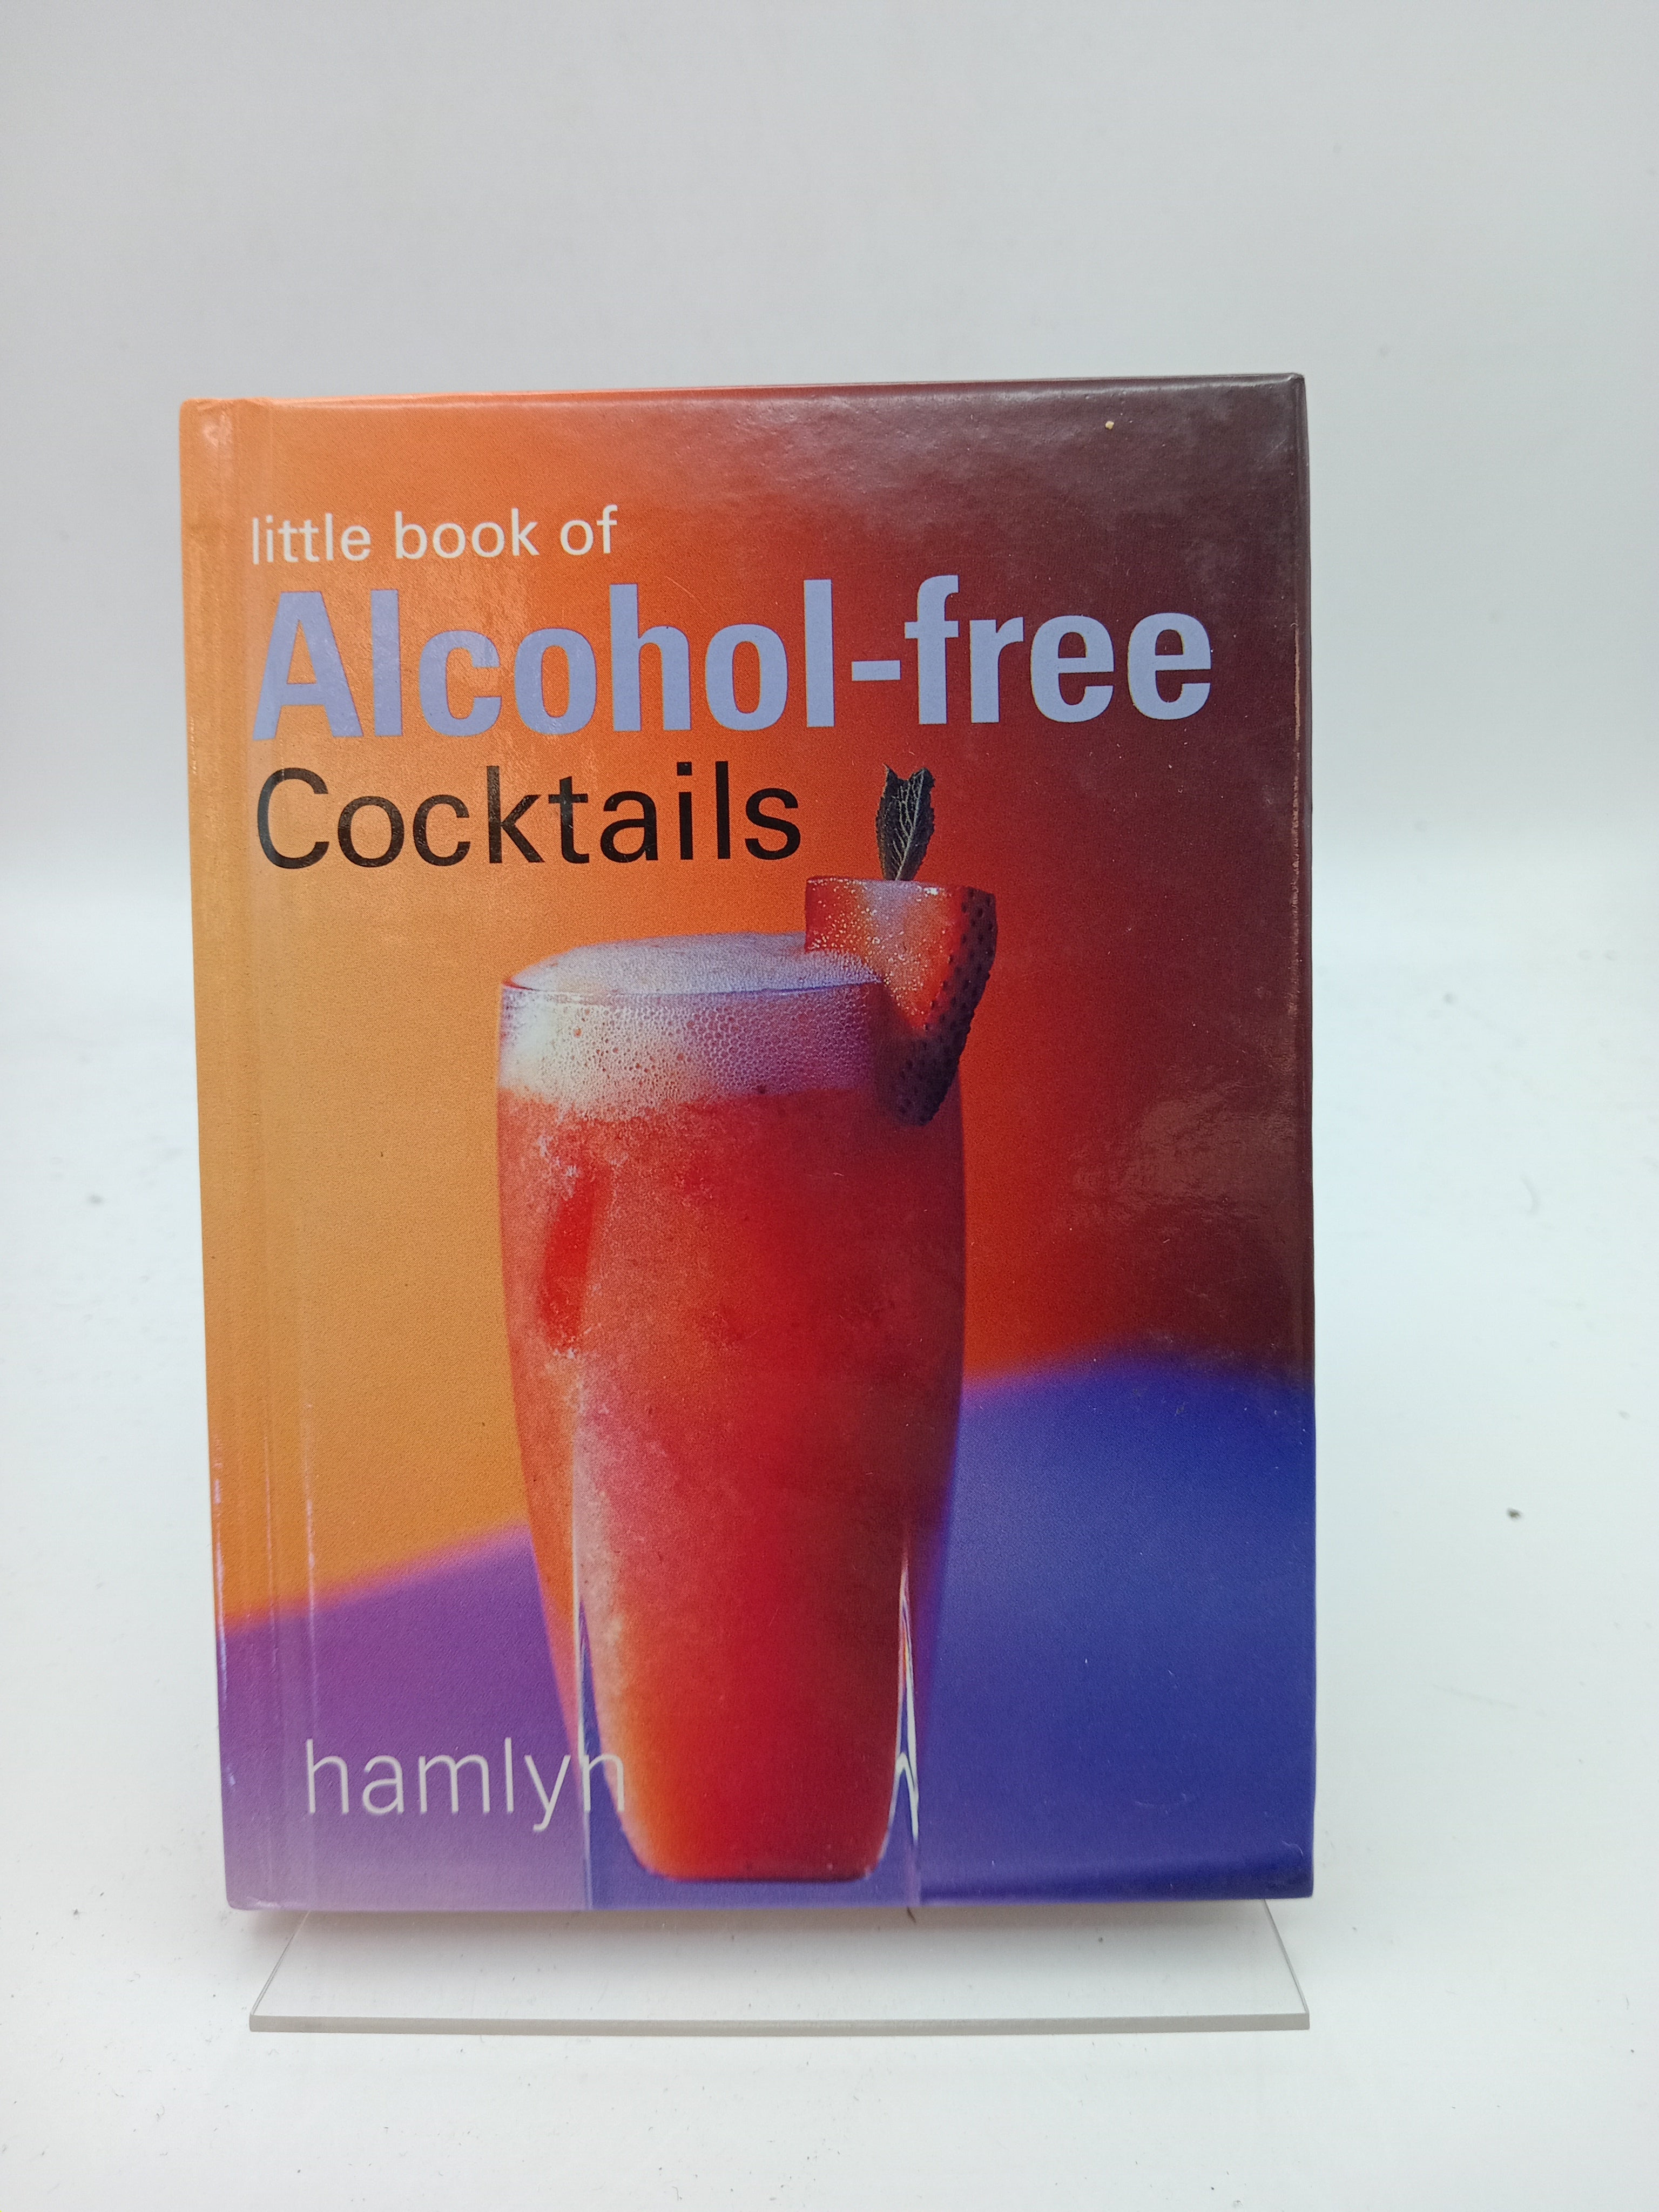 little book of
Alcohol-free
Cocktails
hamlyn